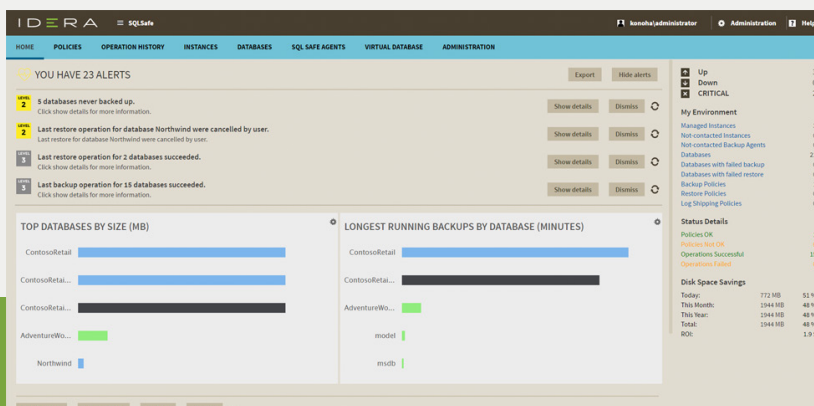 IDERA SQLSafe konoha\administrator Administration Help
HOME POLICIES OPERATION HISTORY INSTANCES DATABASES SQL SAFE AGENTS VIRTUAL DATABASE ADMINISTRATION
YOU HAVE 23 ALERTS
Export Hide alerts
LEVEL 2
5 databases never backed up.
Click show details for more information.
Show details Dismiss
LEVEL 2
Last restore operation for database Northwind were cancelled by user.
Last restore for database Northwind were cancelled by user.
Show details Dismiss
LEVEL 3
Last restore operation for 2 databases succeeded.
Click show details for more information.
Show details Dismiss
LEVEL 3
Last backup operation for 15 databases succeeded.
Click show details for more information.
Show details Dismiss
TOP DATABASES BY SIZE (MB)
ContosoRetail
ContosoRetai...
ContosoRetai...
AdventureWo...
Northwind
LONGEST RUNNING BACKUPS BY DATABASE (MINUTES)
ContosoRetail
ContosoRetai...
AdventureWo...
model
msdb
Up
Down
CRITICAL
My Environment
Managed Instances
Not-contacted Instances
Not-contacted Backup Agents
Databases
Databases with failed backup
Databases with failed restore
Backup Policies
Restore Policies
Log Shipping Policies
Status Details
Policies OK
Policies Not OK
Operations Successful
Operations Failed
Disk Space Savings
Today: 772 MB 51 %
This Month: 1944 MB 48 %
This Year: 1944 MB 48 %
Total: 1944 MB 48 %
ROI: 1.9